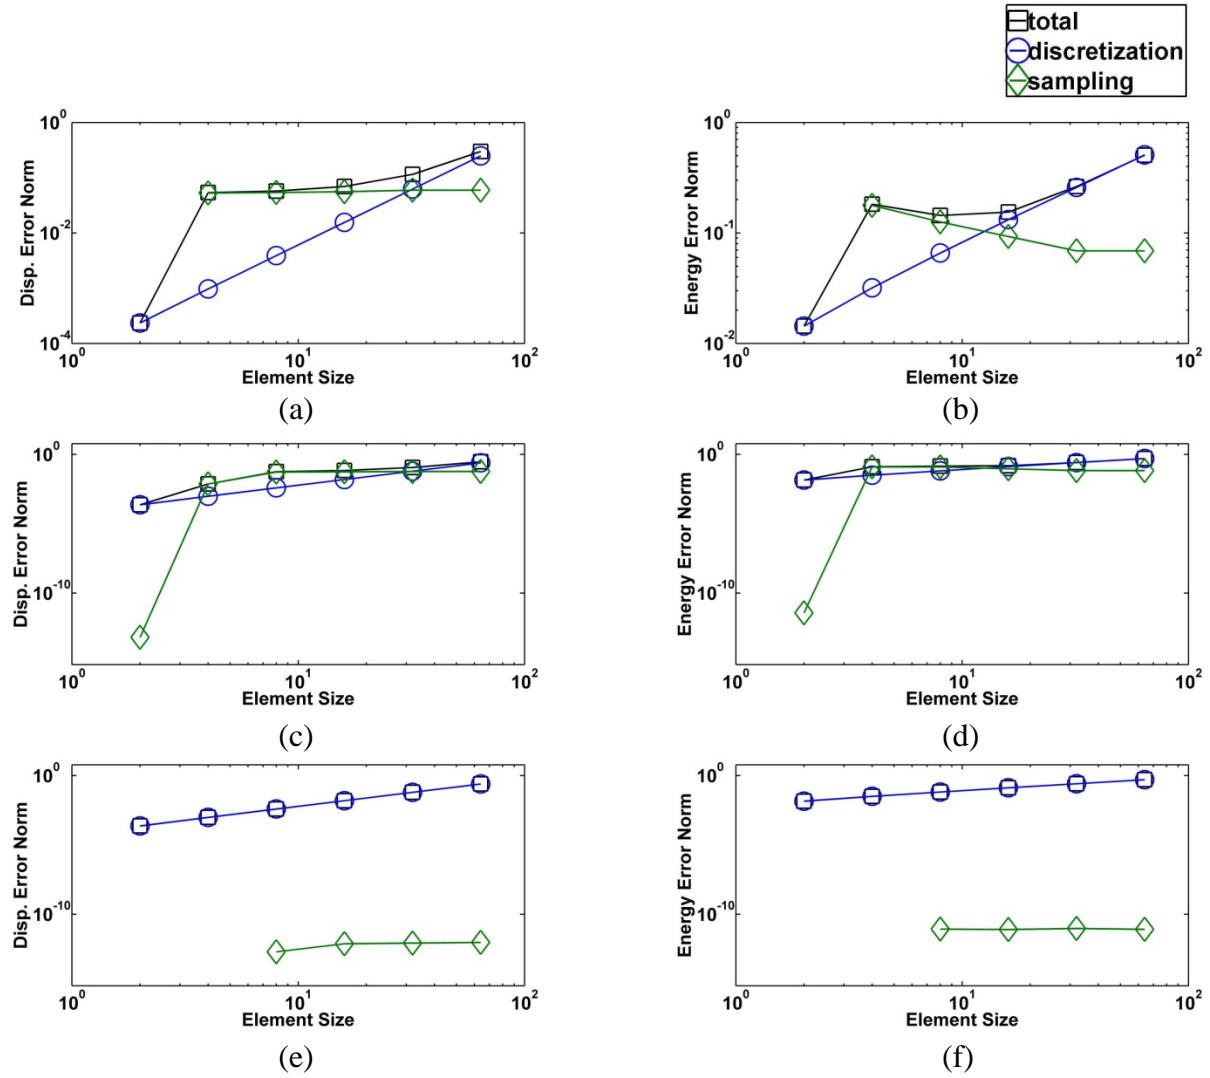 total
discretization
sampling
10^0
10^-2
10^-4
Disp. Error Norm
10^0 10^1 10^2
Element Size
(a)
10^0
10^-1
10^-2
Energy Error Norm
10^0 10^1 10^2
Element Size
(b)
10^0
10^-10
Disp. Error Norm
10^0 10^1 10^2
Element Size
(c)
10^0
10^-10
Energy Error Norm
10^0 10^1 10^2
Element Size
(d)
10^0
10^-10
Disp. Error Norm
10^0 10^1 10^2
Element Size
(e)
10^0
10^-10
Energy Error Norm
10^0 10^1 10^2
Element Size
(f)